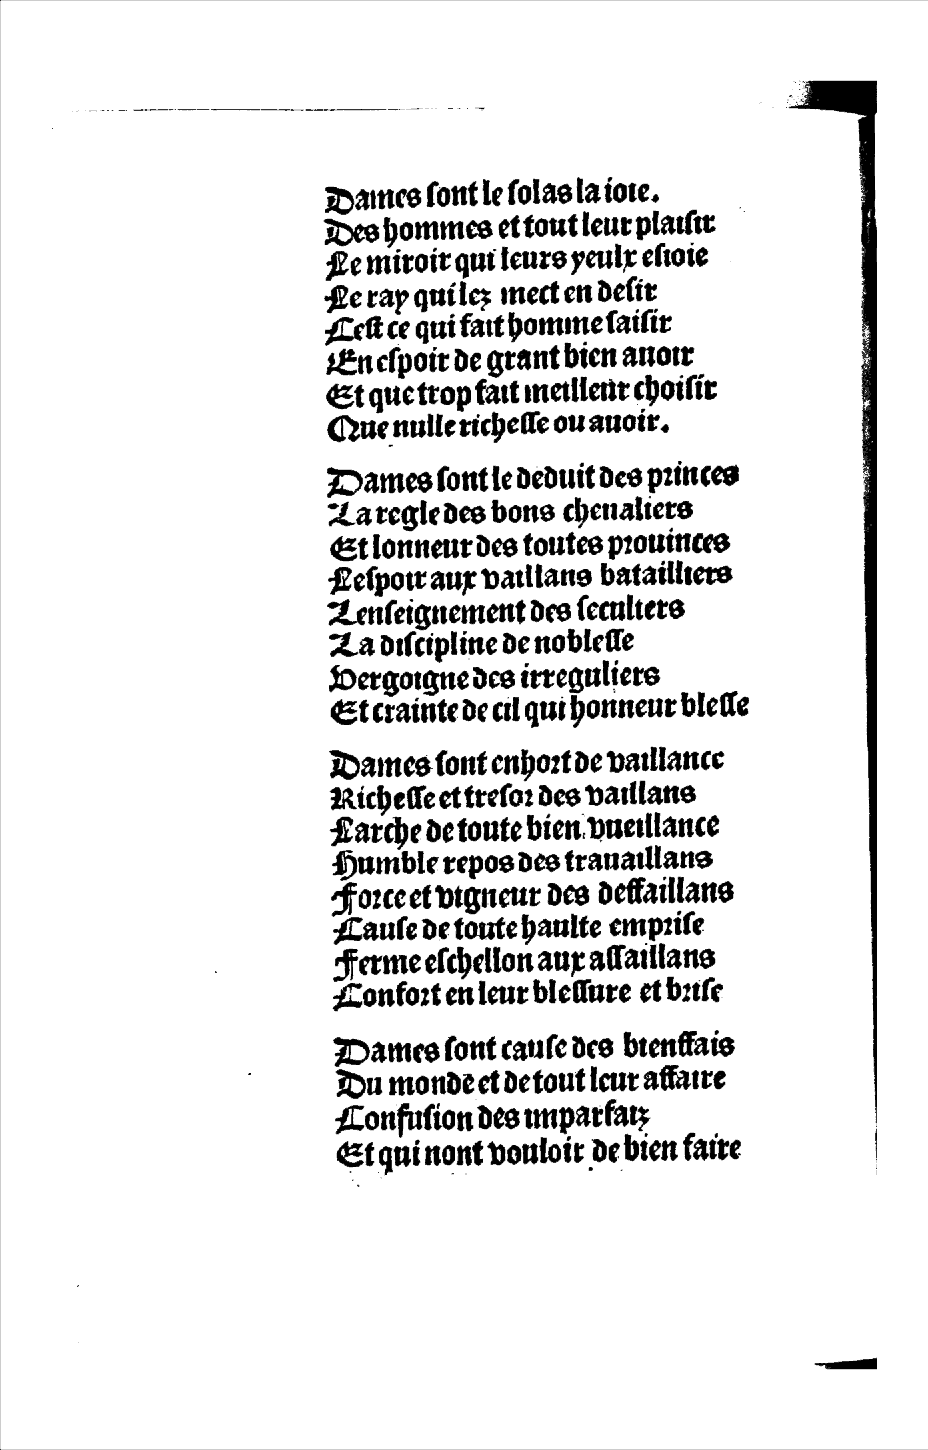 Dames sont le solas la ioie.
Des hommes et tout leur plaisir
Le miroir qui leurs yeulx esioie
Le ray qui lez mect en desir
Cest ce qui fait homme saisir
En espoir de grant bien auoir
Et que trop fait meilleur choisir
Que nulle richesse ou auoir.
Dames sont le deduit des princes
La regle des bons cheualiers
Et lonneur des toutes prouinces
Lespoir aux vaillans batailliers
Lenseignement des seculiers
La discipline de noblesse
Vergoigne des irreguliers
Et crainte de cil qui honneur blesse
Dames sont enhort de vaillance
Richesse et tresor des vaillans
Larche de toute bien vueillance
Humble repos des trauaillans
Force et vigueur des deffaillans
Cause de toute haulte emprise
Ferme eschellon aux assaillans
Confort en leur blessure et brise
Dames sont cause des bienffais
Du monde et de tout leur affaire
Confusion des imparfaiz
Et qui nont vouloir de bien faire